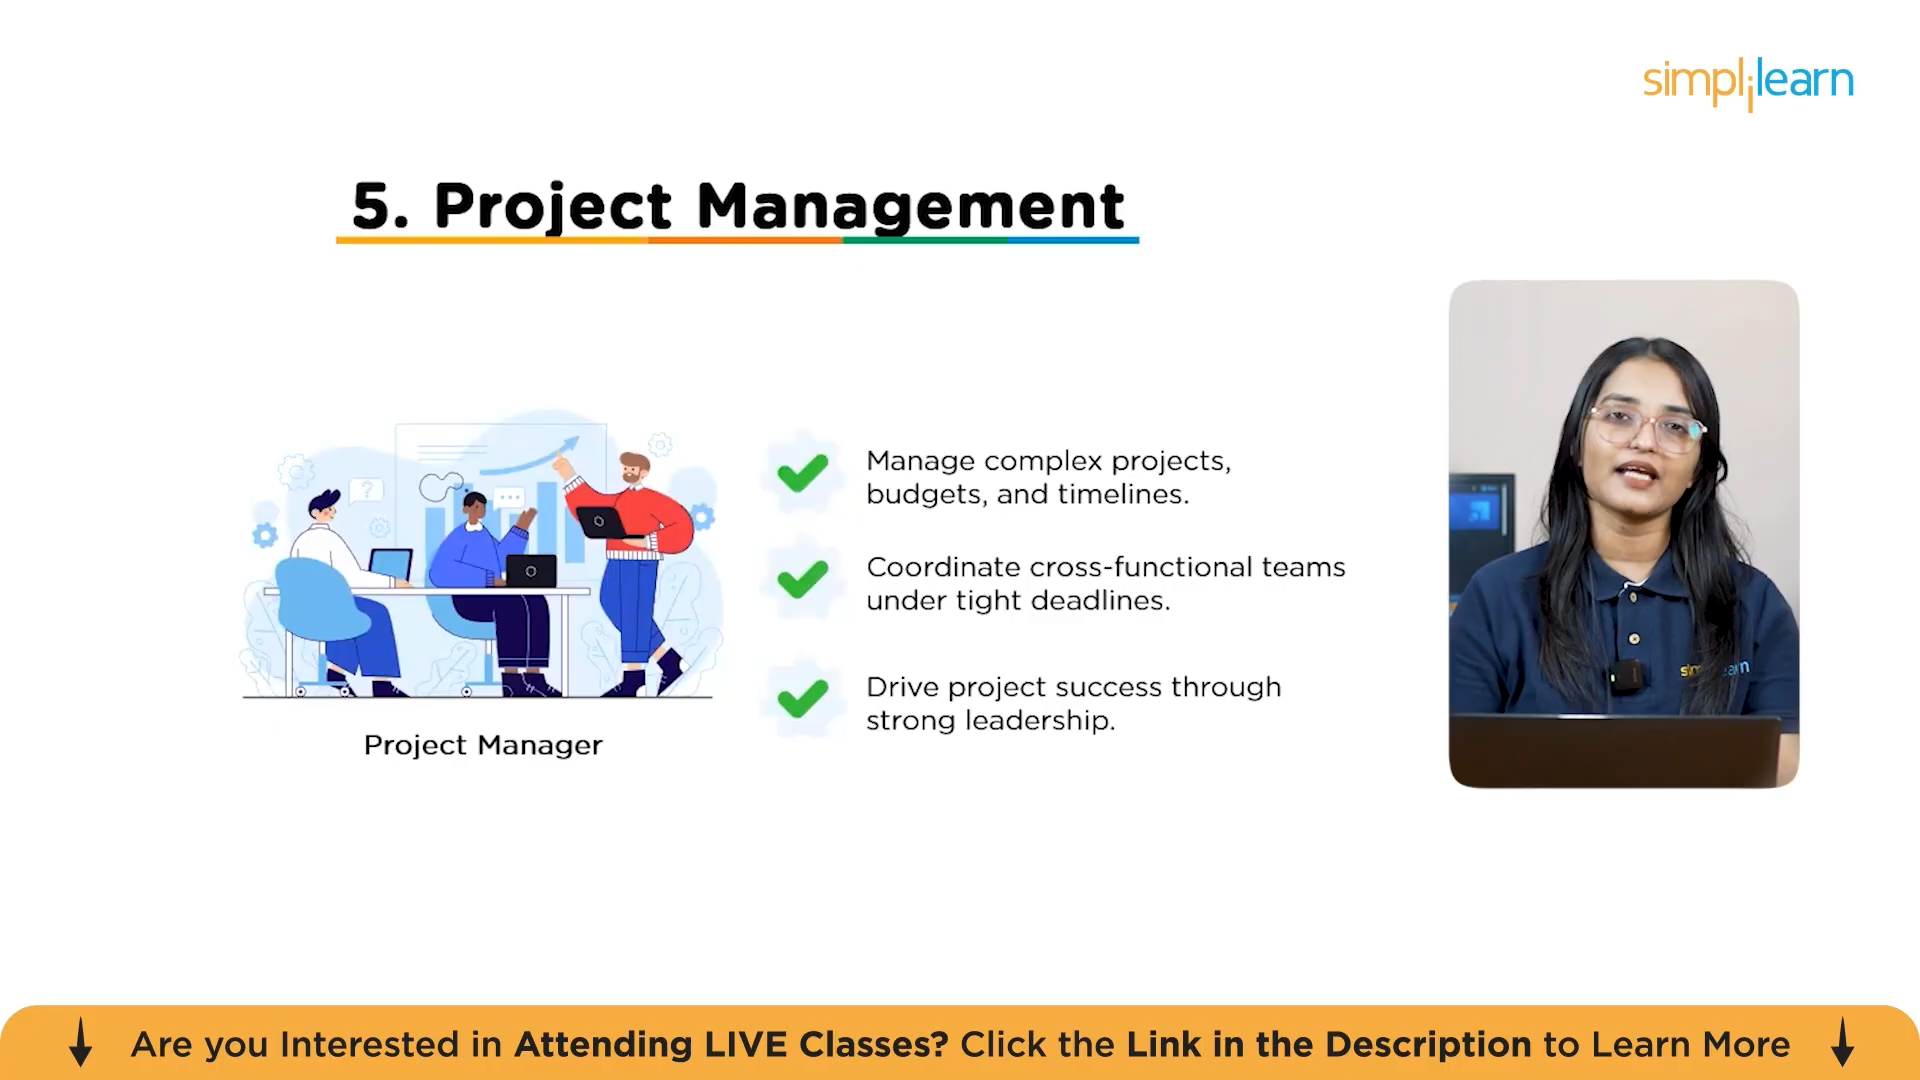 simplilearn
5. Project Management
?
Manage complex projects,
budgets, and timelines.
Coordinate cross-functional teams
under tight deadlines.
Drive project success through
strong leadership.
Project Manager
Are you Interested in Attending LIVE Classes? Click the Link in the Description to Learn More